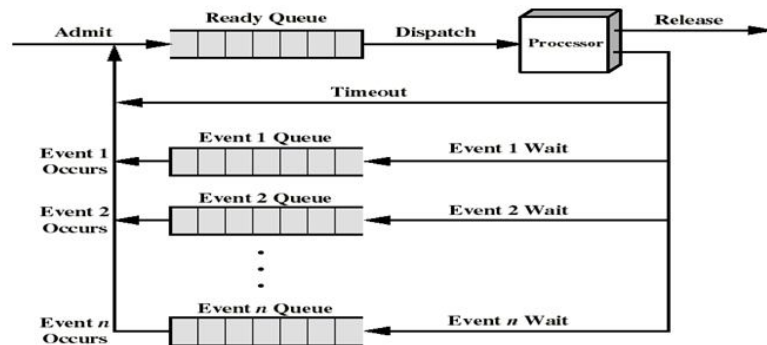 Ready Queue
Admit
Dispatch
Processor
Release
Timeout
Event 1 Queue
Event 1
Occurs
Event 1 Wait
Event 2 Queue
Event 2
Occurs
Event 2 Wait
Event n Queue
Event n
Occurs
Event n Wait